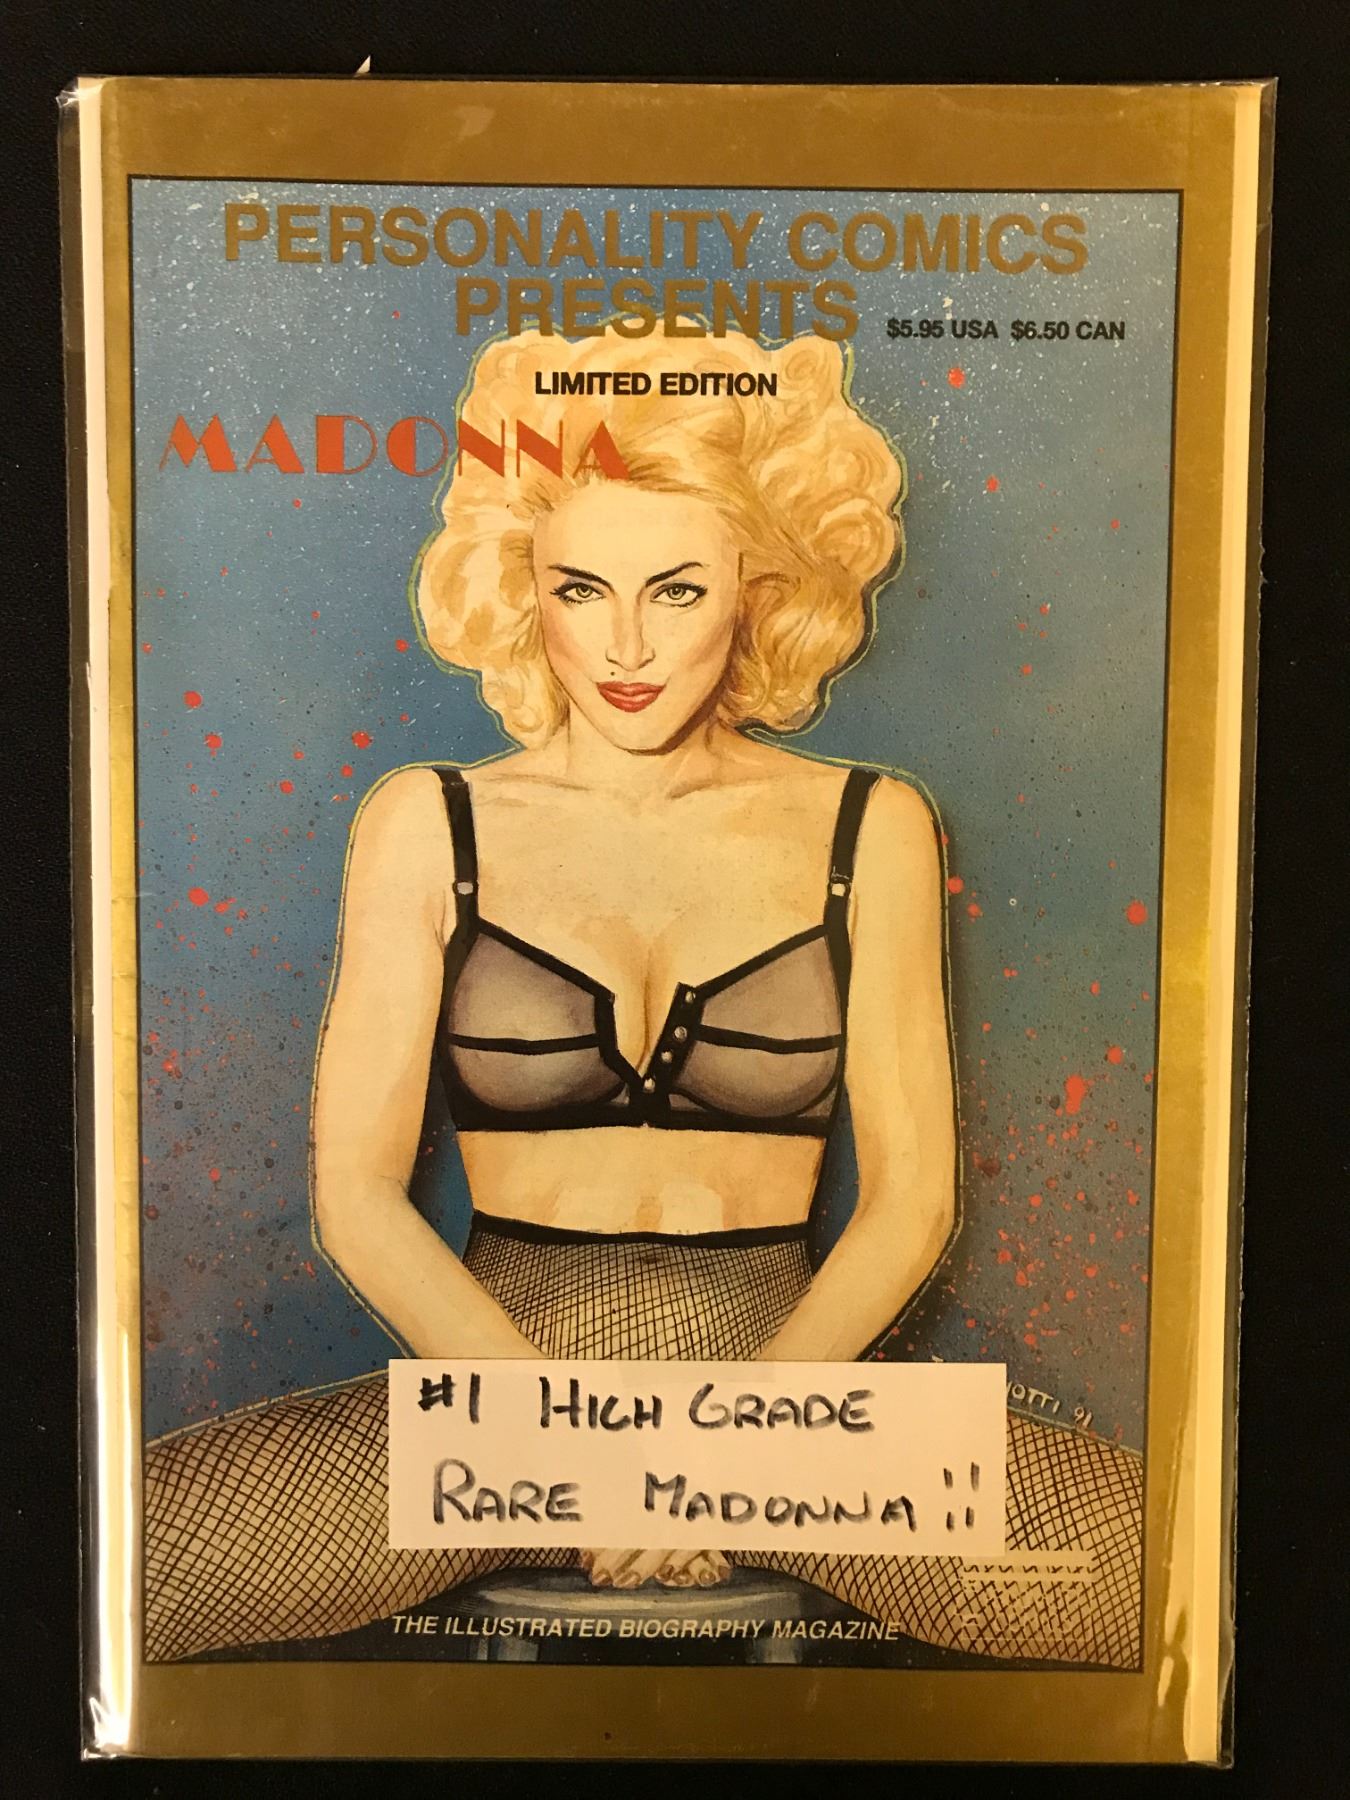 PERSONALITY COMICS
PRESENTS
$5.95 USA $6.50 CAN
LIMITED EDITION
MADONNA
#1 HIGH GRADE
RARE MADONNA !!
91
THE ILLUSTRATED BIOGRAPHY MAGAZINE